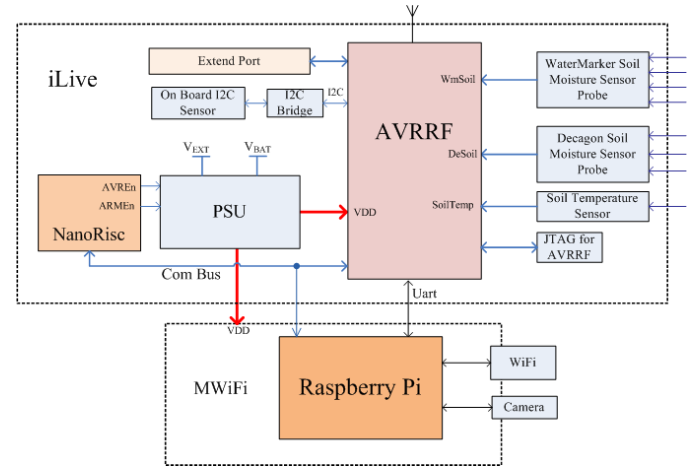 iLive
Extend Port
On Board I2C
Sensor
I2C
Bridge
I2C
AVRRF
WmSoil
DeSoil
SoilTemp
VDD
WaterMarker Soil
Moisture Sensor
Probe
Decagon Soil
Moisture Sensor
Probe
Soil Temperature
Sensor
JTAG for
AVRRF
VEXT
VBAT
AVREn
ARMEn
NanoRisc
PSU
Com Bus
Uart
VDD
MWiFi
Raspberry Pi
WiFi
Camera